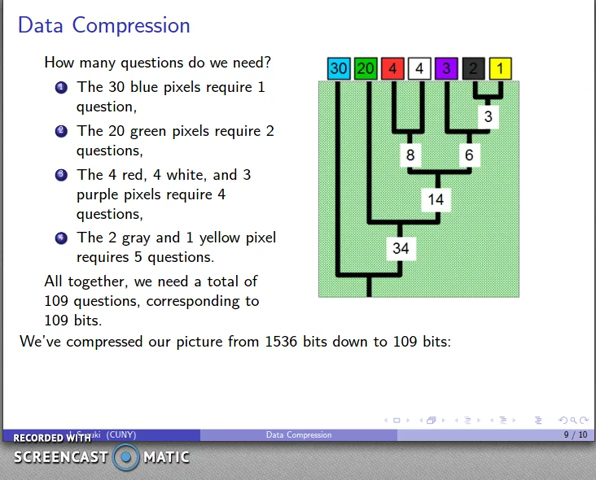 Data Compression
How many questions do we need?
30 20 4 4 3 2 1
1 The 30 blue pixels require 1
question,
2 The 20 green pixels require 2
questions,
3 The 4 red, 4 white, and 3
purple pixels require 4
questions,
4 The 2 gray and 1 yellow pixel
requires 5 questions.
All together, we need a total of
109 questions, corresponding to
109 bits.
3
8 6
14
34
We've compressed our picture from 1536 bits down to 109 bits:
(CUNY) Data Compression 9 / 10
RECORDED WITH
SCREENCAST MATIC